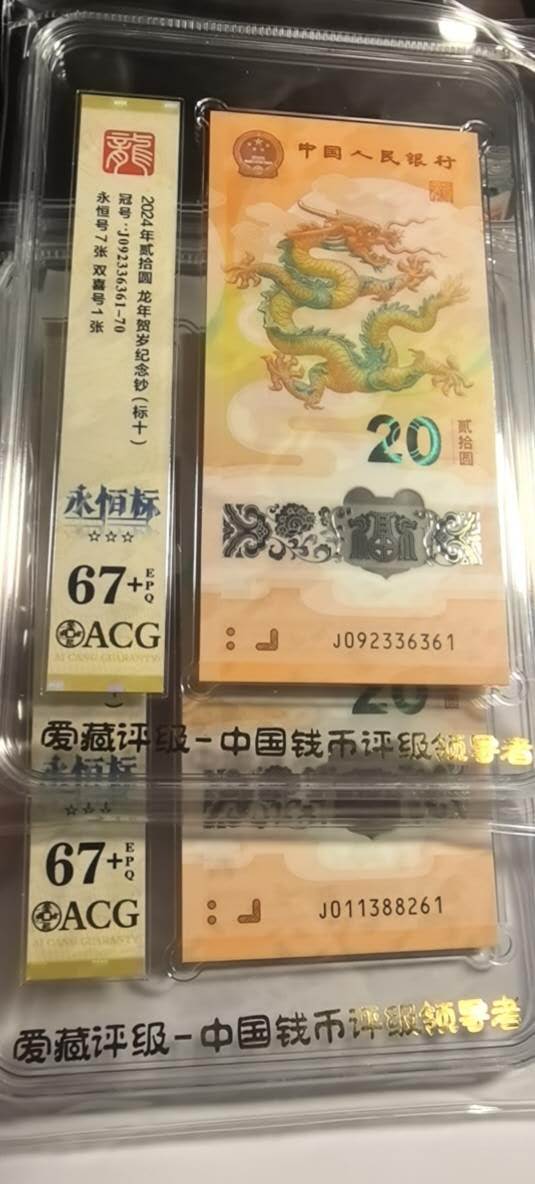 龍
2024年贰拾圆 龙年贺岁纪念钞(标十)
冠号:J092336361-70
永恒号7张 双喜号1张
永恒标
☆☆☆
67+EPQ
ACG
AI CANG GUARANTY
中国人民银行
20
贰拾圆
福
J092336361
爱藏评级-中国钱币评级领导者
20
永恒标
☆☆☆
67+EPQ
ACG
AI CANG GUARANTY
J011388261
爱藏评级-中国钱币评级领导者